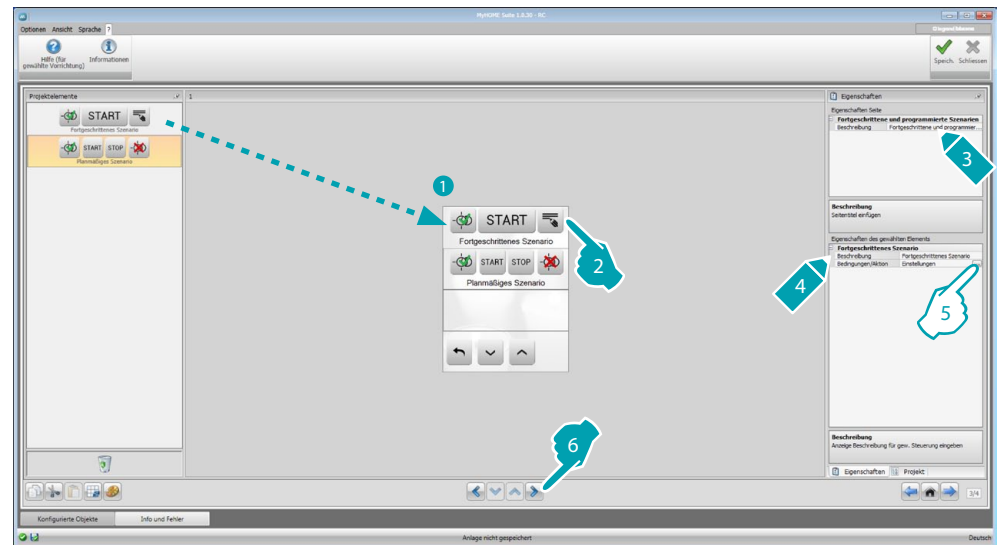 MyHOME Suite 1.0.30 - RC
Optionen Ansicht Sprache ?
Eigenschaften
Hilfe (für gewählte Vorrichtung)
Informationen
Speich. Schliessen
Projektelemente
1
Eigenschaften
START
Fortgeschrittenes Szenario
START STOP
Planmäßiges Szenario
1
START
Fortgeschrittenes Szenario
START STOP
Planmäßiges Szenario
2
Eigenschaften Seite
Fortgeschrittene und programmierte Szenarien
Beschreibung Fortgeschrittene und programmier...
3
Beschreibung
Seitentitel einfügen
Eigenschaften des gewählten Elements
Fortgeschrittenes Szenario
Beschreibung Fortgeschrittenes Szenario
Bedingungen/Aktion Einstellungen ...
4
5
6
Beschreibung
Anzeige Beschreibung für gew. Steuerung eingeben
Eigenschaften Projekt
3/4
Konfigurierte Objekte Info und Fehler
Anlage nicht gespeichert
Deutsch